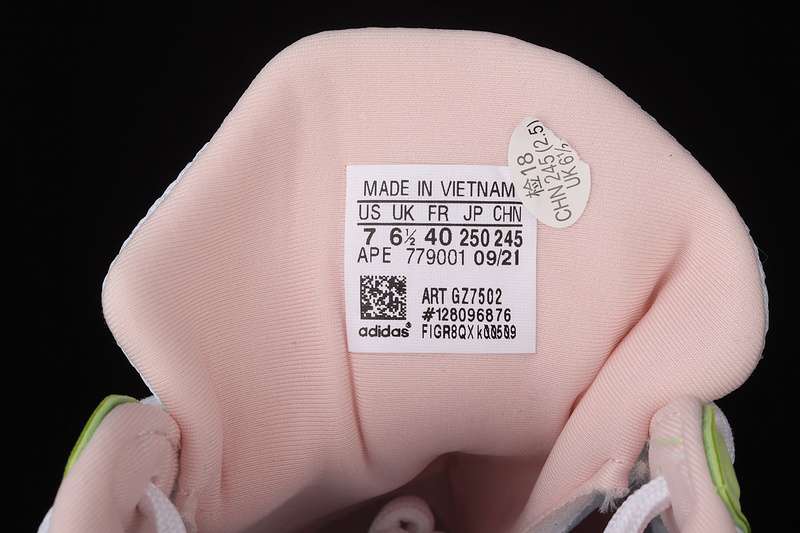 MADE IN VIETNAM
US UK FR JP CHN
7 6½ 40 250 245
APE 779001 09/21
ART GZ7502
#128096876
adidas® FIGR8QXk00509
检18
CHN 245(2.5)
UK 6½